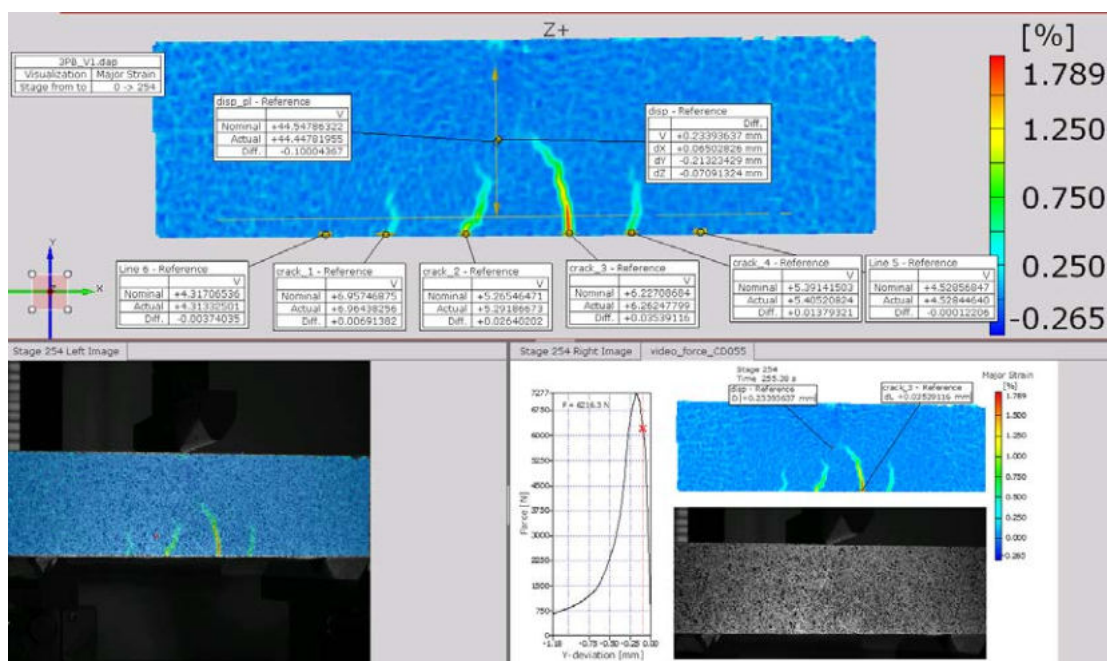 Z+
[%]
1.789
1.250
0.750
0.250
-0.265
3PB_V1.dap
Visualization Major Strain
Stage from to 0 -> 254
disp_pl - Reference
V
Nominal +44.54786322
Actual +44.44781955
Diff. -0.10004367
disp - Reference
Diff.
V +0.23393637 mm
dX +0.06502826 mm
dY -0.21323429 mm
dZ -0.07091324 mm
Y
X
Line 6 - Reference
V
Nominal +4.31706536
Actual +4.31332501
Diff. -0.00374035
crack_1 - Reference
V
Nominal +6.95746875
Actual +6.96438256
Diff. +0.00691382
crack_2 - Reference
V
Nominal +5.26546471
Actual +5.29186673
Diff. +0.02640202
crack_3 - Reference
V
Nominal +6.22708684
Actual +6.26247799
Diff. +0.03539116
crack_4 - Reference
V
Nominal +5.39141503
Actual +5.40520824
Diff. +0.01379321
Line 5 - Reference
V
Nominal +4.52856847
Actual +4.52844640
Diff. -0.00012206
Stage 254 Left Image
Stage 254 Right Image
video_force_CD055
7277
6750
6000
5250
4500
3750
3000
2250
1500
750
0
Force [N]
F = 6216.3 N
-1.18 -0.75 -0.50 -0.25 0.00
Y-deviation [mm]
Stage 254
Time 255.38 s
disp - Reference
D +0.23393637 mm
crack_3 - Reference
dL +0.03539116 mm
Major Strain
[%]
1.789
1.500
1.250
1.000
0.750
0.500
0.250
0.000
-0.265